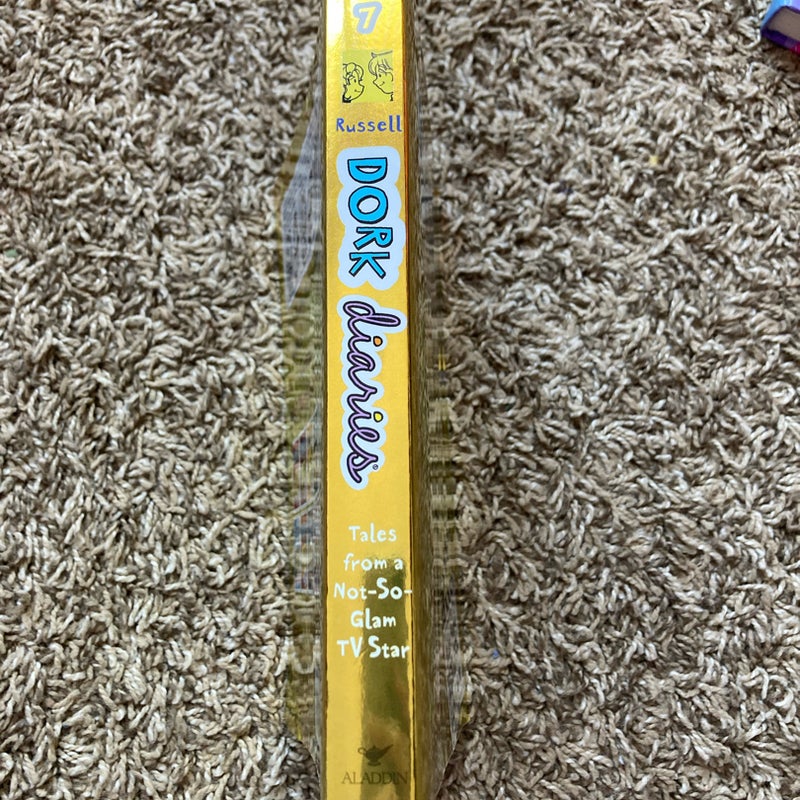 7
Russell
DORK
diaries®
Tales
from a
Not-So-
Glam
TV Star
ALADDIN